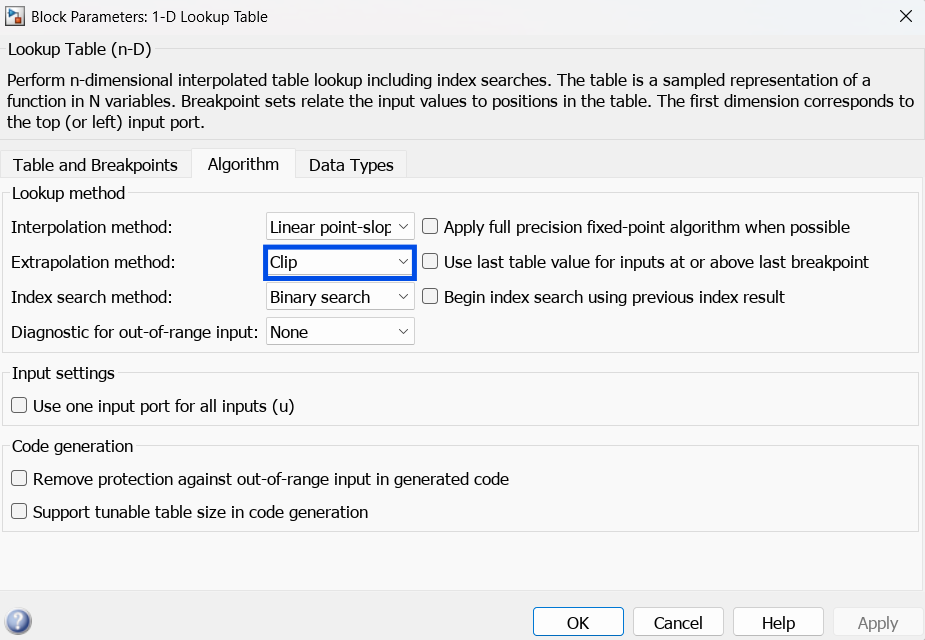 Block Parameters: 1-D Lookup Table
Lookup Table (n-D)
Perform n-dimensional interpolated table lookup including index searches. The table is a sampled representation of a
function in N variables. Breakpoint sets relate the input values to positions in the table. The first dimension corresponds to
the top (or left) input port.
Table and Breakpoints Algorithm Data Types
Lookup method
Interpolation method: Linear point-slop Apply full precision fixed-point algorithm when possible
Extrapolation method: Clip Use last table value for inputs at or above last breakpoint
Index search method: Binary search Begin index search using previous index result
Diagnostic for out-of-range input: None
Input settings
Use one input port for all inputs (u)
Code generation
Remove protection against out-of-range input in generated code
Support tunable table size in code generation
? OK Cancel Help Apply